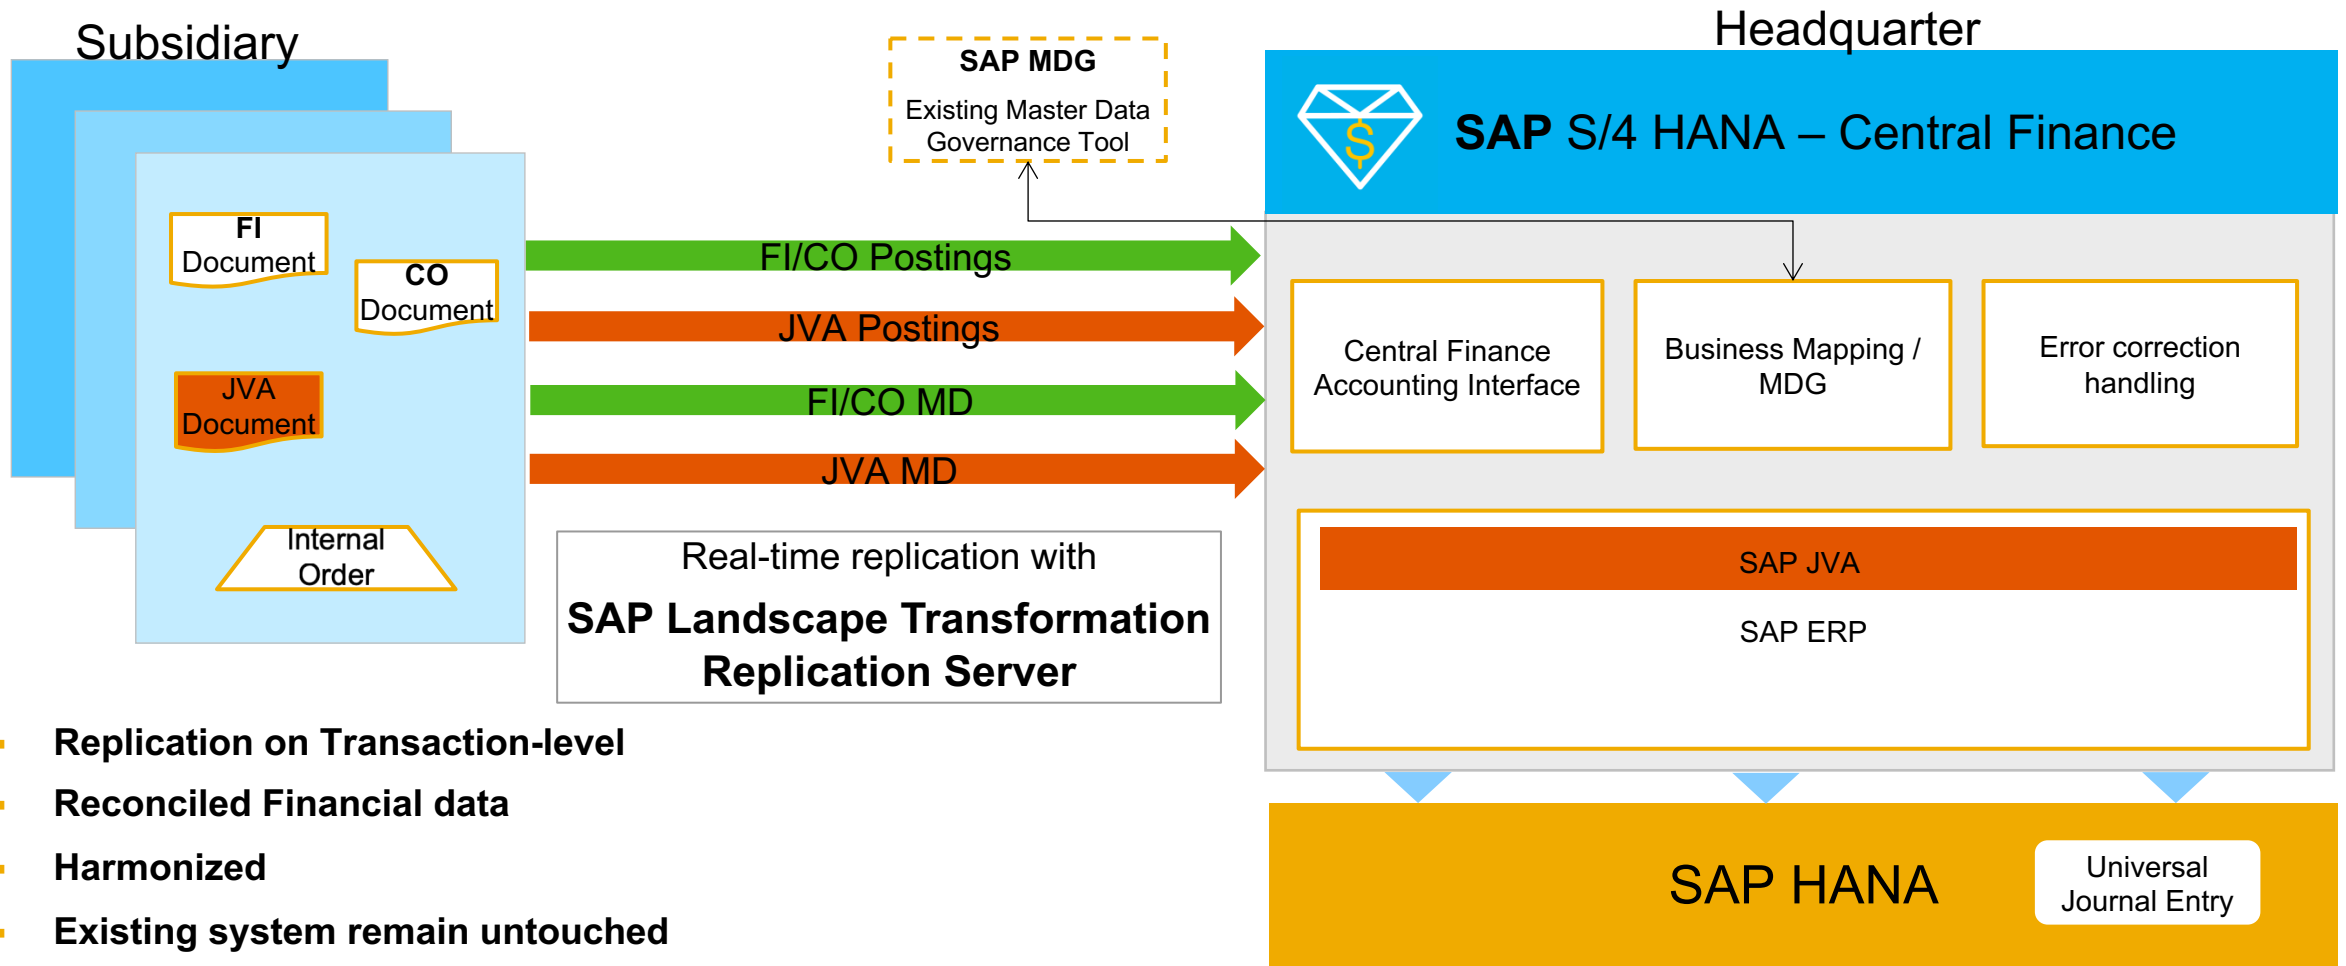 Subsidiary
Headquarter
SAP MDG
Existing Master Data
Governance Tool
$
SAP S/4 HANA – Central Finance
FI
Document
CO
Document
JVA
Document
Internal
Order
FI/CO Postings
JVA Postings
FI/CO MD
JVA MD
Real-time replication with
SAP Landscape Transformation
Replication Server
Central Finance
Accounting Interface
Business Mapping /
MDG
Error correction
handling
SAP JVA
SAP ERP
Replication on Transaction-level
Reconciled Financial data
Harmonized
Existing system remain untouched
SAP HANA
Universal
Journal Entry